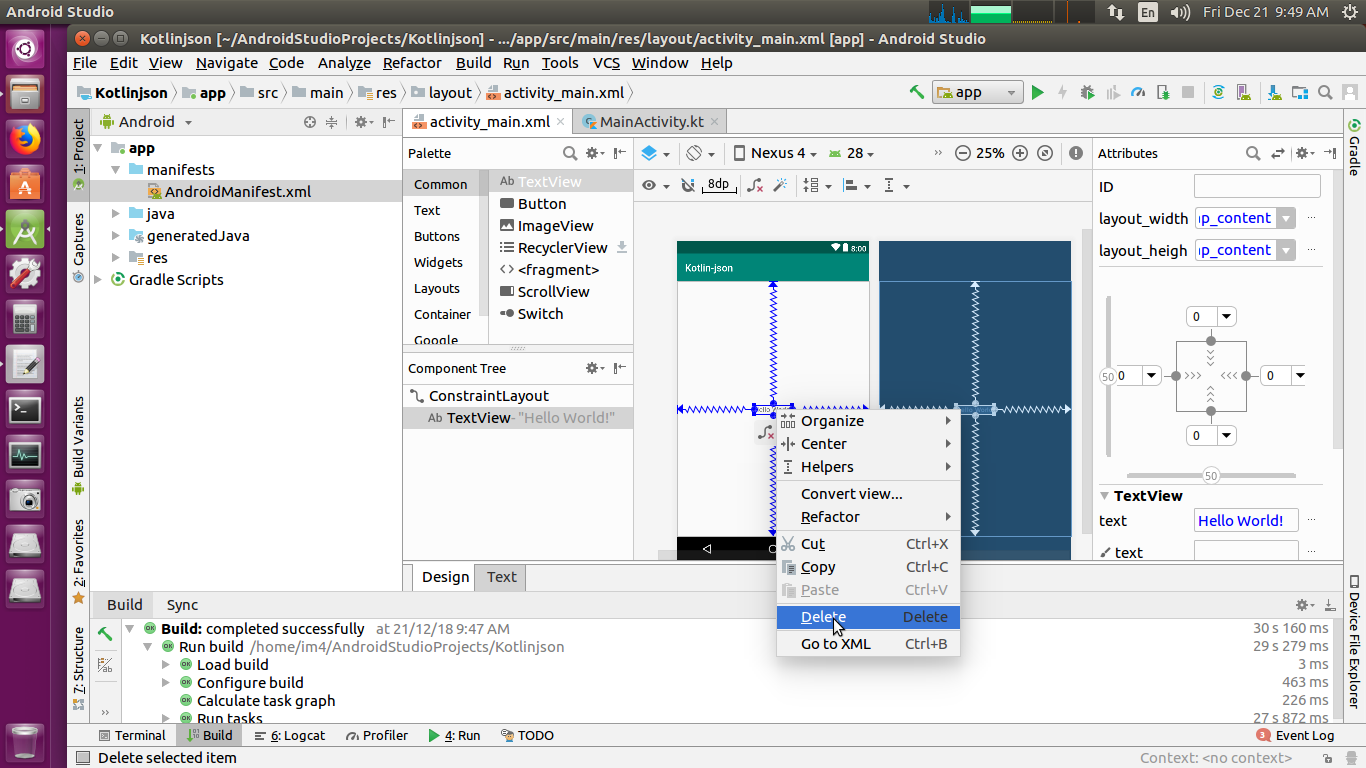 Android Studio
En
Fri Dec 21 9:49 AM
Kotlinjson [~/AndroidStudioProjects/Kotlinjson] - .../app/src/main/res/layout/activity_main.xml [app] - Android Studio
File Edit View Navigate Code Analyze Refactor Build Run Tools VCS Window Help
Kotlinjson app src main res layout activity_main.xml
app
1: Project
Captures
Build Variants
2: Favorites
7: Structure
Android
app
manifests
AndroidManifest.xml
java
generatedJava
res
Gradle Scripts
activity_main.xml
MainActivity.kt
Palette
Common
Text
Buttons
Widgets
Layouts
Container
Google
Ab TextView
Button
ImageView
RecyclerView
<fragment>
ScrollView
Switch
Component Tree
ConstraintLayout
Ab TextView- "Hello World!"
Nexus 4
28
25%
8dp
8:00
Kotlin-json
Organize
Center
Helpers
Convert view...
Refactor
Cut Ctrl+X
Copy Ctrl+C
Paste Ctrl+V
Delete Delete
Go to XML Ctrl+B
Attributes
ID
layout_width
p_content
layout_heigh
p_content
0
50
0
0
0
50
TextView
text Hello World!
text
Gradle
Device File Explorer
Design Text
Build Sync
Build: completed successfully at 21/12/18 9:47 AM 30 s 160 ms
Run build /home/im4/AndroidStudioProjects/Kotlinjson 29 s 279 ms
Load build 3 ms
Configure build 463 ms
Calculate task graph 226 ms
Run tasks 27 s 872 ms
Terminal Build 6: Logcat Profiler 4: Run TODO 3 Event Log
Delete selected item
Context: <no context>